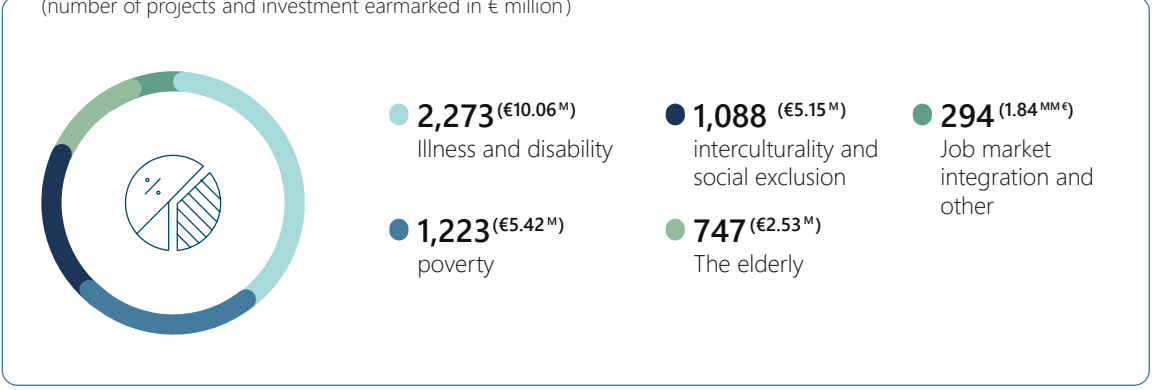 (number of projects and investment earmarked in € million)
2,273 (€10.06 M)
Illness and disability
1,223 (€5.42 M)
poverty
1,088 (€5.15 M)
interculturality and
social exclusion
747 (€2.53 M)
The elderly
294 (1.84 MM€)
Job market
integration and
other
%